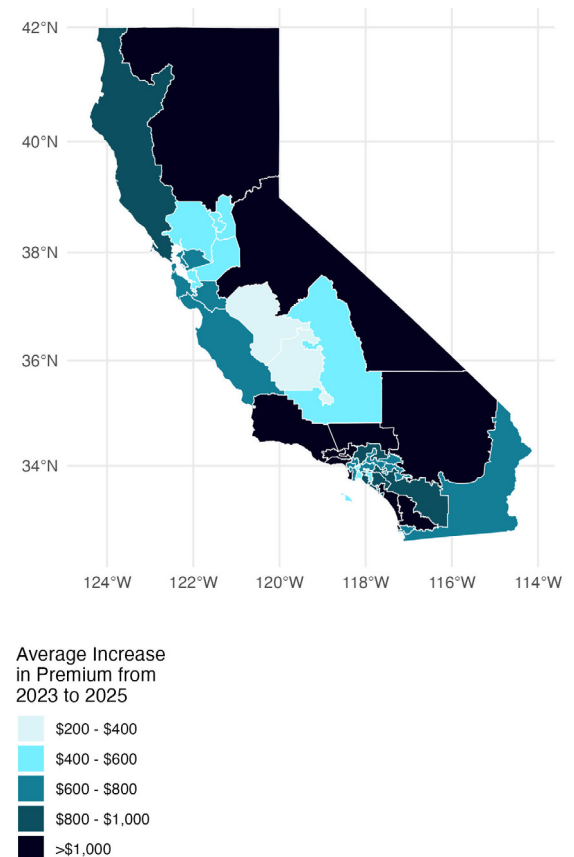 42°N
40°N
38°N
36°N
34°N
124°W 122°W 120°W 118°W 116°W 114°W
Average Increase
in Premium from
2023 to 2025
$200 - $400
$400 - $600
$600 - $800
$800 - $1,000
>$1,000